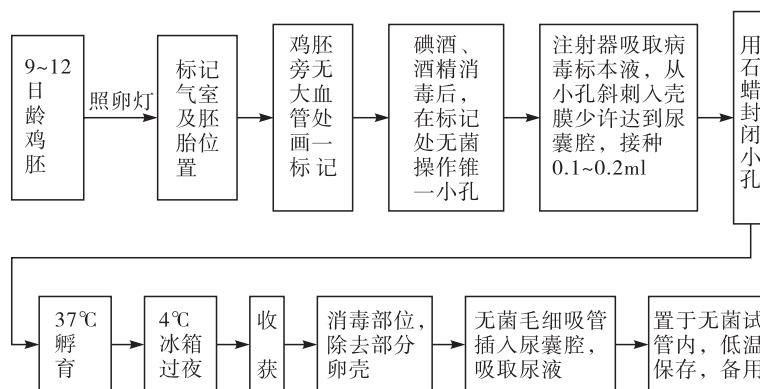 9~12
日
龄
鸡
胚
照卵灯
标记
气室
及胚
胎位
置
鸡胚
旁无
大血
管处
画一
标记
碘酒、
酒精消
毒后，
在标记
处无菌
操作锥
一小孔
注射器吸取病
毒标本液，从
小孔斜刺入壳
膜少许达到尿
囊腔，接种
0.1~0.2ml
用
石
蜡
封
闭
小
孔
37℃
孵
育
4℃
冰箱
过夜
收
获
消毒部位，
除去部分
卵壳
无菌毛细吸管
插入尿囊腔，
吸取尿液
置于无菌试
管内，低温
保存，备用